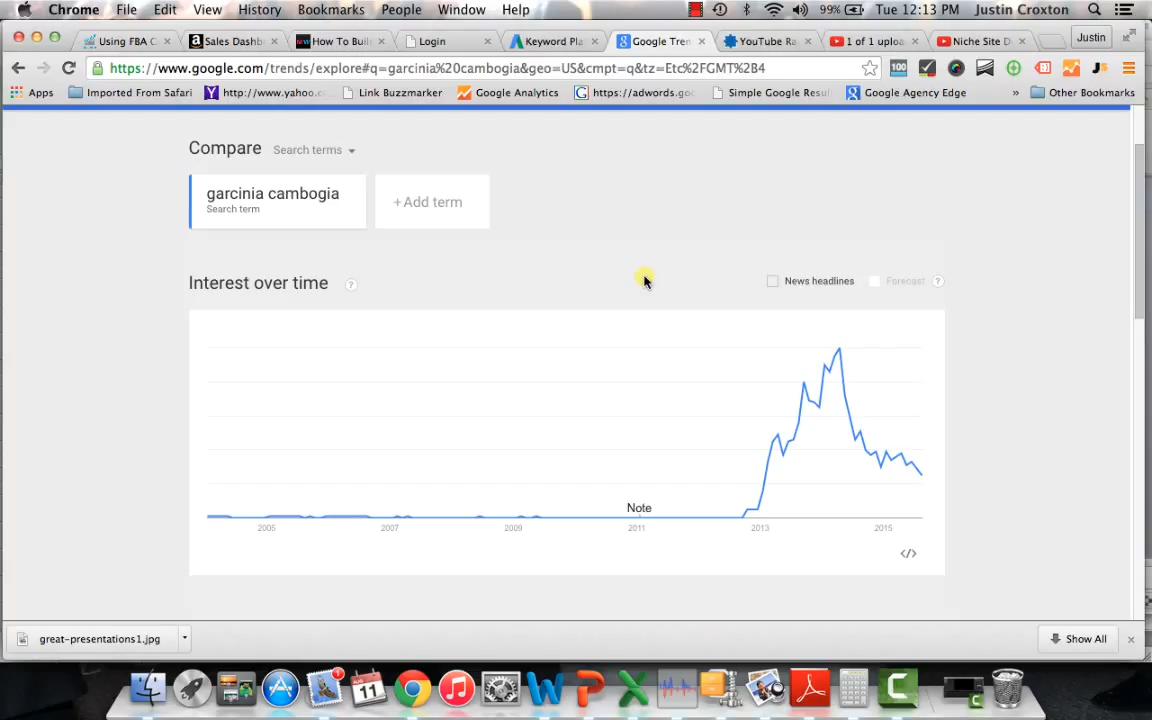 Chrome File Edit View History Bookmarks People Window Help 99% Tue 12:13 PM Justin Croxton
Using FBA C
Sales Dashb
How To Buil
Login
Keyword Pla
Google Tren
YouTube Ra
1 of 1 uploa
Niche Site D
Justin
https://www.google.com/trends/explore#q=garcinia%20cambogia&geo=US&cmpt=q&tz=Etc%2FGMT%2B4
100
Apps Imported From Safari http://www.yahoo.c Link Buzzmarker Google Analytics https://adwords.goo Simple Google Resul Google Agency Edge » Other Bookmarks
Compare Search terms
garcinia cambogia
Search term
+Add term
Interest over time ?
News headlines Forecast ?
Note
2005 2007 2009 2011 2013 2015
</>
great-presentations1.jpg
Show All
1
AUG
11